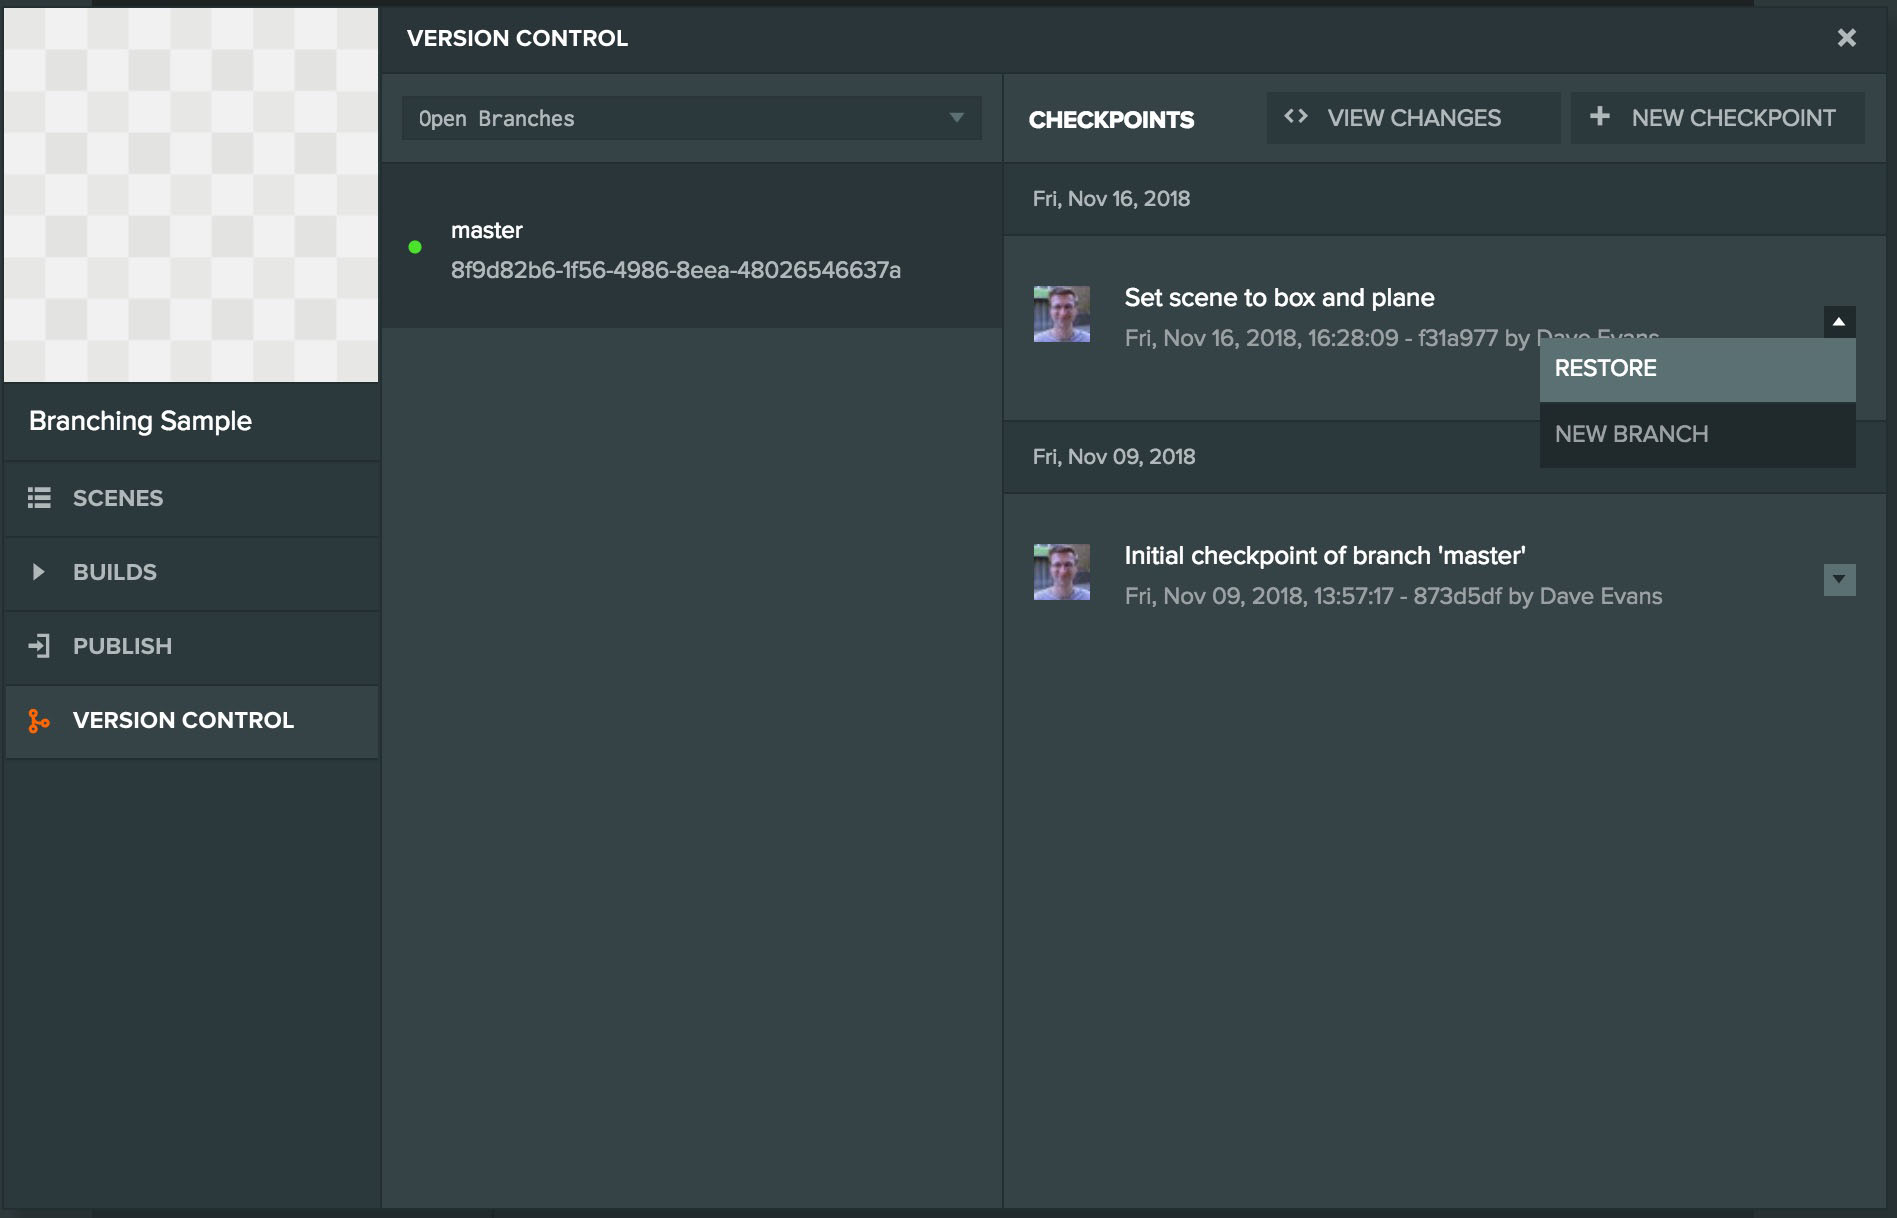 VERSION CONTROL
Open Branches
CHECKPOINTS
VIEW CHANGES
NEW CHECKPOINT
master
8f9d82b6-1f56-4986-8eea-48026546637a
Fri, Nov 16, 2018
Set scene to box and plane
Fri, Nov 16, 2018, 16:28:09 - f31a977 by Dave Evans
RESTORE
NEW BRANCH
Fri, Nov 09, 2018
Initial checkpoint of branch 'master'
Fri, Nov 09, 2018, 13:57:17 - 873d5df by Dave Evans
Branching Sample
SCENES
BUILDS
PUBLISH
VERSION CONTROL